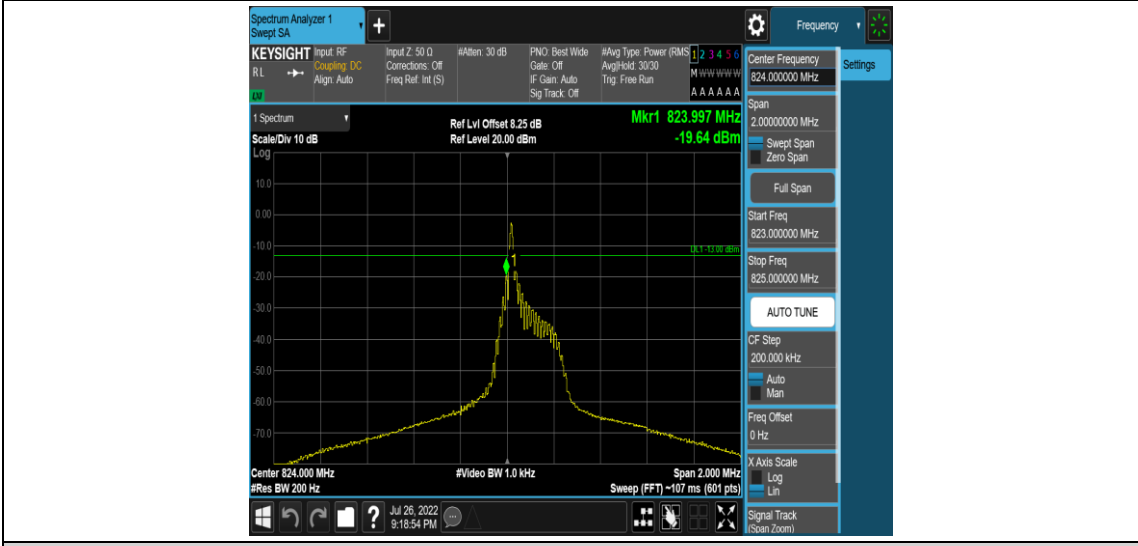 Spectrum Analyzer 1
Swept SA
+
Frequency
KEYSIGHT
R L
Input: RF
Coupling: DC
Align: Auto
Input Z: 50 Ω
Corrections: Off
Freq Ref: Int (S)
#Atten: 30 dB
PNO: Best Wide
Gate: Off
IF Gain: Auto
Sig Track: Off
#Avg Type: Power (RMS
Avg|Hold: 30/30
Trig: Free Run
1 2 3 4 5 6
M W W W W W
A A A A A A
1 Spectrum
Scale/Div 10 dB
Log
Ref Lvl Offset 8.25 dB
Ref Level 20.00 dBm
Mkr1 823.997 MHz
-19.64 dBm
10.0
0.00
-10.0
DL1 -13.00 dBm
1
-20.0
-30.0
-40.0
-50.0
-60.0
-70.0
Center 824.000 MHz
#Res BW 200 Hz
#Video BW 1.0 kHz
Span 2.000 MHz
Sweep (FFT) ~107 ms (601 pts)
?
Jul 26, 2022
9:18:54 PM
Center Frequency
824.000000 MHz
Settings
Span
2.00000000 MHz
Swept Span
Zero Span
Full Span
Start Freq
823.000000 MHz
Stop Freq
825.000000 MHz
AUTO TUNE
CF Step
200.000 kHz
Auto
Man
Freq Offset
0 Hz
X Axis Scale
Log
Lin
Signal Track
(Span Zoom)